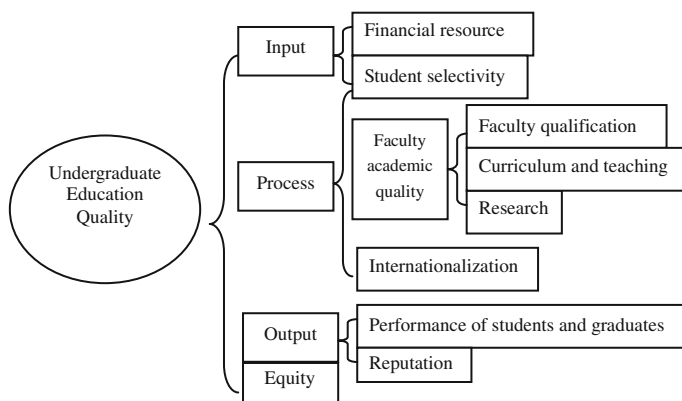 Undergraduate
Education
Quality
Input
Financial resource
Student selectivity
Process
Faculty
academic
quality
Faculty qualification
Curriculum and teaching
Research
Internationalization
Output
Performance of students and graduates
Reputation
Equity